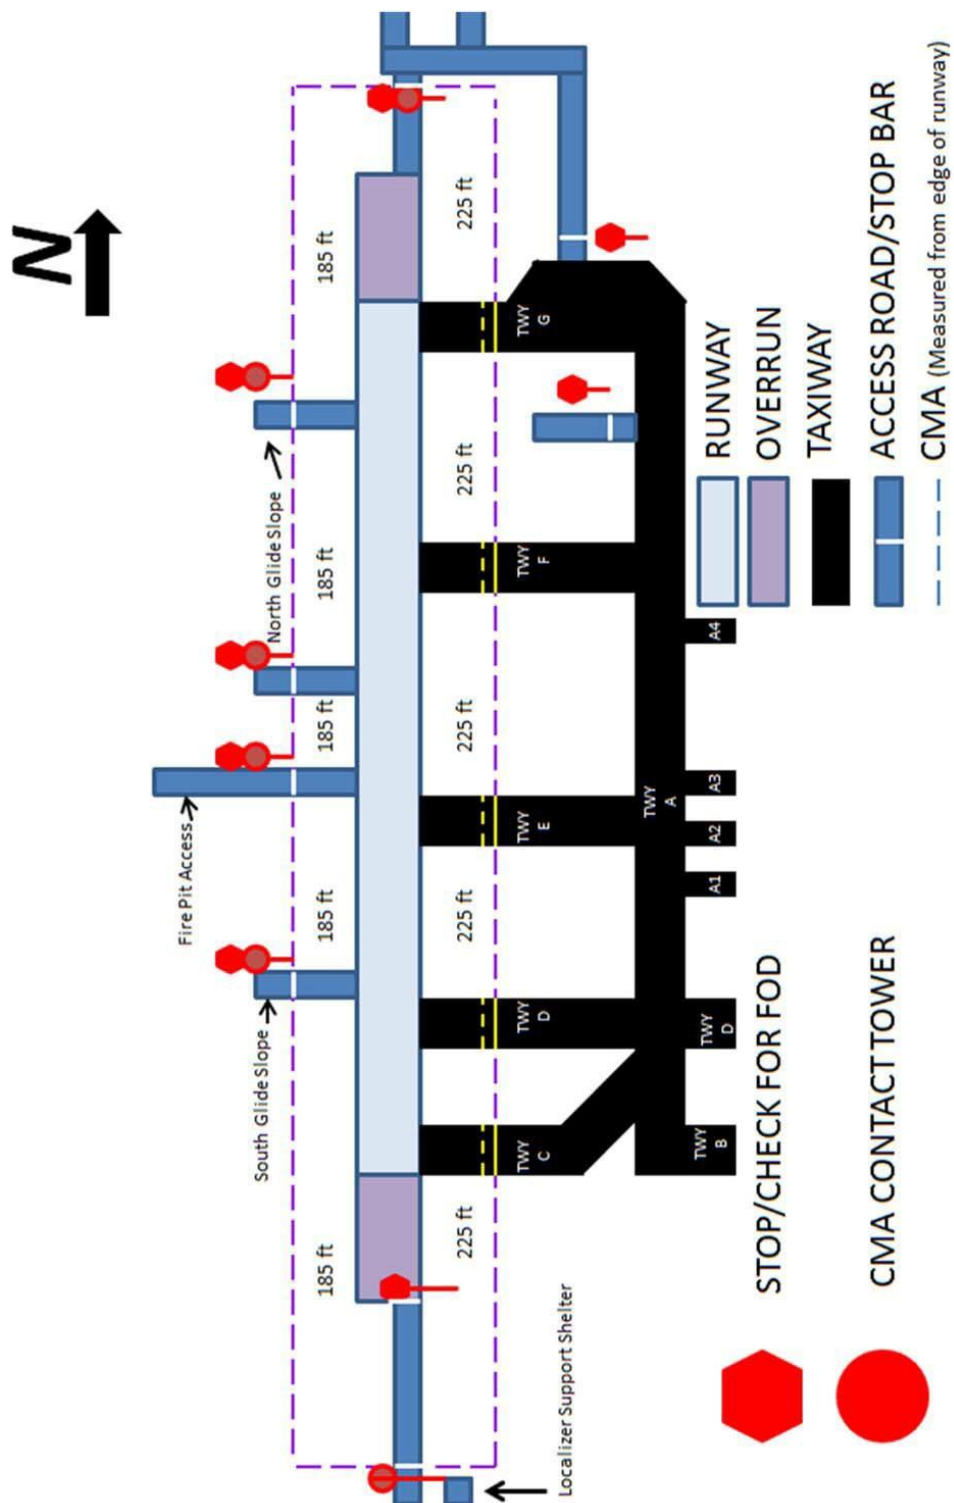 N
185 ft
185 ft
185 ft
185 ft
185 ft
North Glide Slope
Fire Pit Access
South Glide Slope
225 ft
225 ft
225 ft
225 ft
225 ft
TWY
C
TWY
D
TWY
E
TWY
F
TWY
G
TWY
A
TWY
B
TWY
D
A1
A2
A3
A4
Localizer Support Shelter
STOP/CHECK FOR FOD
CMA CONTACT TOWER
RUNWAY
OVERRUN
TAXIWAY
ACCESS ROAD/STOP BAR
CMA (Measured from edge of runway)